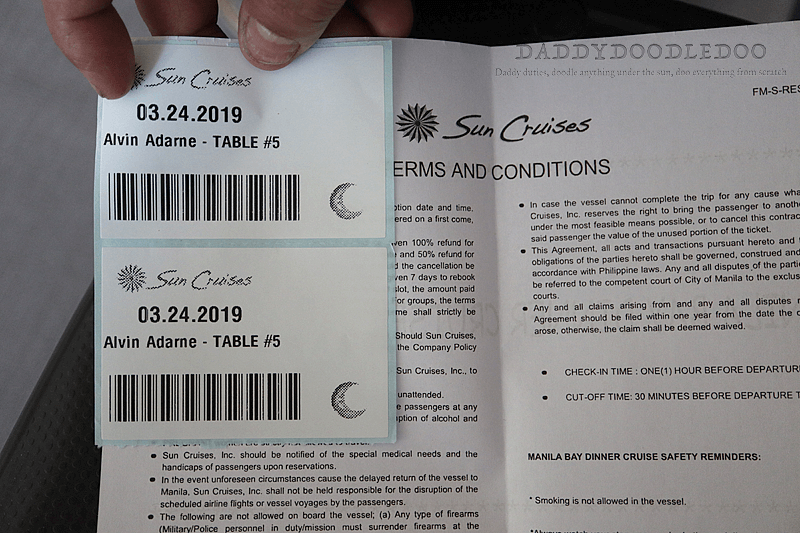 DADDYDOODLEDOO
Daddy duties, doodle anything under the sun, doo everything from scratch
Sun Cruises
03.24.2019
Alvin Adarne - TABLE #5
Sun Cruises
03.24.2019
Alvin Adarne - TABLE #5
FM-S-RES
Sun Cruises
ERMS AND CONDITIONS
ption date and time.
ered on a first come,
ven 100% refund for
and 50% refund for
d the cancellation be
en 7 days to rebook
slot, the amount paid
For groups, the terms
me shall strictly be
Should Sun Cruises,
the Company Policy
Sun Cruises, Inc., to
unattended.
e passengers at any
ption of alcohol and
• Sun Cruises, Inc. should be notified of the special medical needs and the
handicaps of passengers upon reservations.
• In the event unforeseen circumstances cause the delayed return of the vessel to
Manila, Sun Cruises, Inc. shall not be held responsible for the disruption of the
scheduled airline flights or vessel voyages by the passengers.
• The following are not allowed on board the vessel; (a) Any type of firearms
(Military/Police personnel in duty/mission must surrender firearms at the
• In case the vessel cannot complete the trip for any cause wha
Cruises, Inc. reserves the right to bring the passenger to anoth
under the most feasible means possible, or to cancel this contrac
said passenger the value of the unused portion of the ticket.
• This Agreement, all acts and transactions pursuant hereto and
obligations of the parties hereto shall be governed, construed and
accordance with Philippine laws. Any and all disputes of the partie
be referred to the competent court of City of Manila to the exclus
courts.
• Any and all claims arising from and any and all disputes r
Agreement should be filed within one year from the date the c
arose, otherwise, the claim shall be deemed waived.
• CHECK-IN TIME : ONE(1) HOUR BEFORE DEPARTUR
• CUT-OFF TIME: 30 MINUTES BEFORE DEPARTURE T
MANILA BAY DINNER CRUISE SAFETY REMINDERS:
* Smoking is not allowed in the vessel.